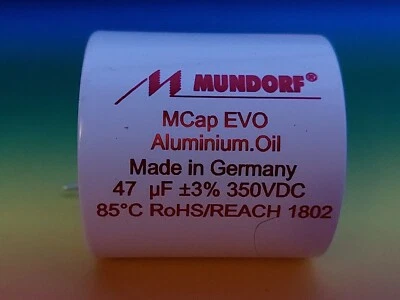 MUNDORF®
MCap EVO
Aluminium.Oil
Made in Germany
47 µF ±3% 350VDC
85°C RoHS/REACH 1802